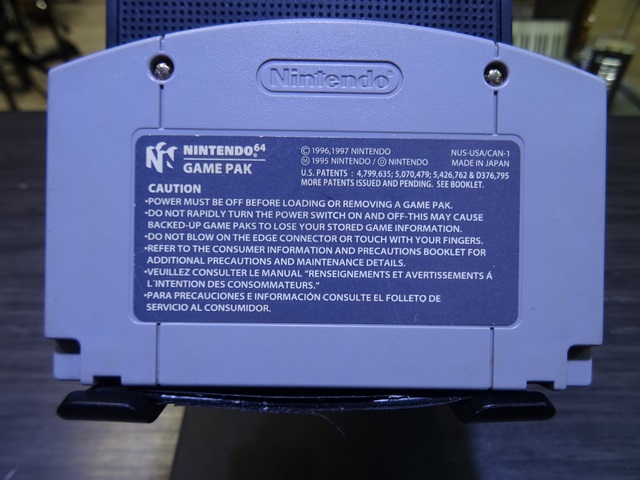 Nintendo
NINTENDO 64
GAME PAK
© 1996,1997 NINTENDO
Ⓜ 1995 NINTENDO / Ⓓ NINTENDO
NUS-USA/CAN-1
MADE IN JAPAN
U.S. PATENTS : 4,799,635; 5,070,479; 5,426,762 & D376,795
MORE PATENTS ISSUED AND PENDING. SEE BOOKLET.
CAUTION
•POWER MUST BE OFF BEFORE LOADING OR REMOVING A GAME PAK.
•DO NOT RAPIDLY TURN THE POWER SWITCH ON AND OFF-THIS MAY CAUSE
BACKED-UP GAME PAKS TO LOSE YOUR STORED GAME INFORMATION.
•DO NOT BLOW ON THE EDGE CONNECTOR OR TOUCH WITH YOUR FINGERS.
•REFER TO THE CONSUMER INFORMATION AND PRECAUTIONS BOOKLET FOR
ADDITIONAL PRECAUTIONS AND MAINTENANCE DETAILS.
•VEUILLEZ CONSULTER LE MANUAL "RENSEIGNEMENTS ET AVERTISSEMENTS Á
L'INTENTION DES CONSOMMATEURS."
•PARA PRECAUCIONES E INFORMACIÓN CONSULTE EL FOLLETO DE
SERVICIO AL CONSUMIDOR.